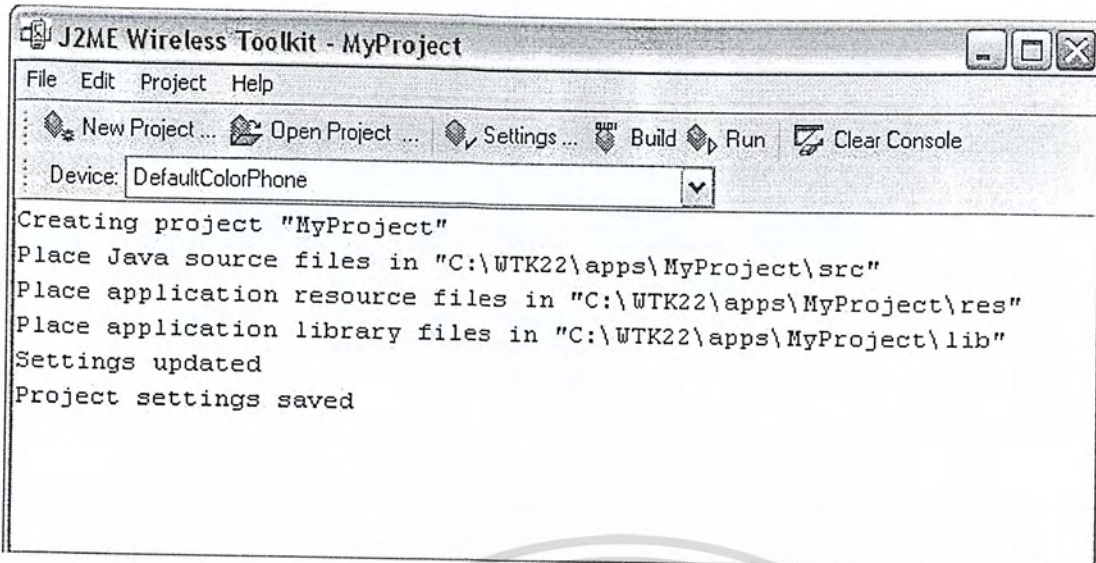 J2ME Wireless Toolkit - MyProject
File Edit Project Help
New Project ... Open Project ... Settings ... Build Run Clear Console
Device: DefaultColorPhone
Creating project "MyProject"
Place Java source files in "C:\WTK22\apps\MyProject\src"
Place application resource files in "C:\WTK22\apps\MyProject\res"
Place application library files in "C:\WTK22\apps\MyProject\lib"
Settings updated
Project settings saved